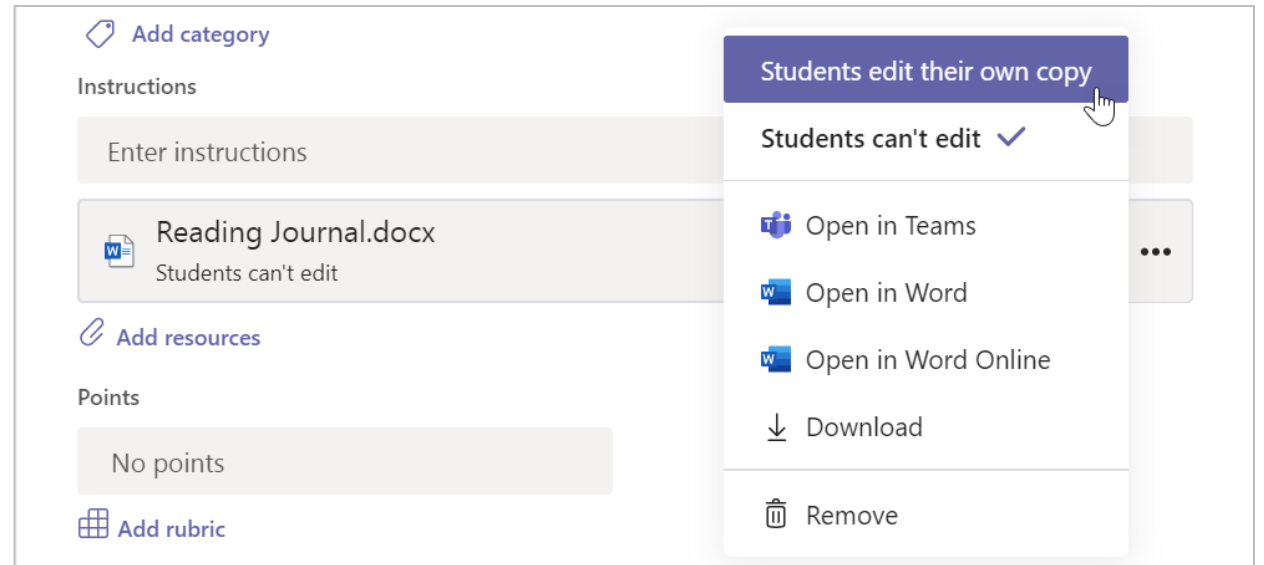 Add category
Instructions
Enter instructions
Reading Journal.docx
Students can't edit
Add resources
Points
No points
Add rubric
Students edit their own copy
Students can't edit
Open in Teams
Open in Word
Open in Word Online
Download
Remove